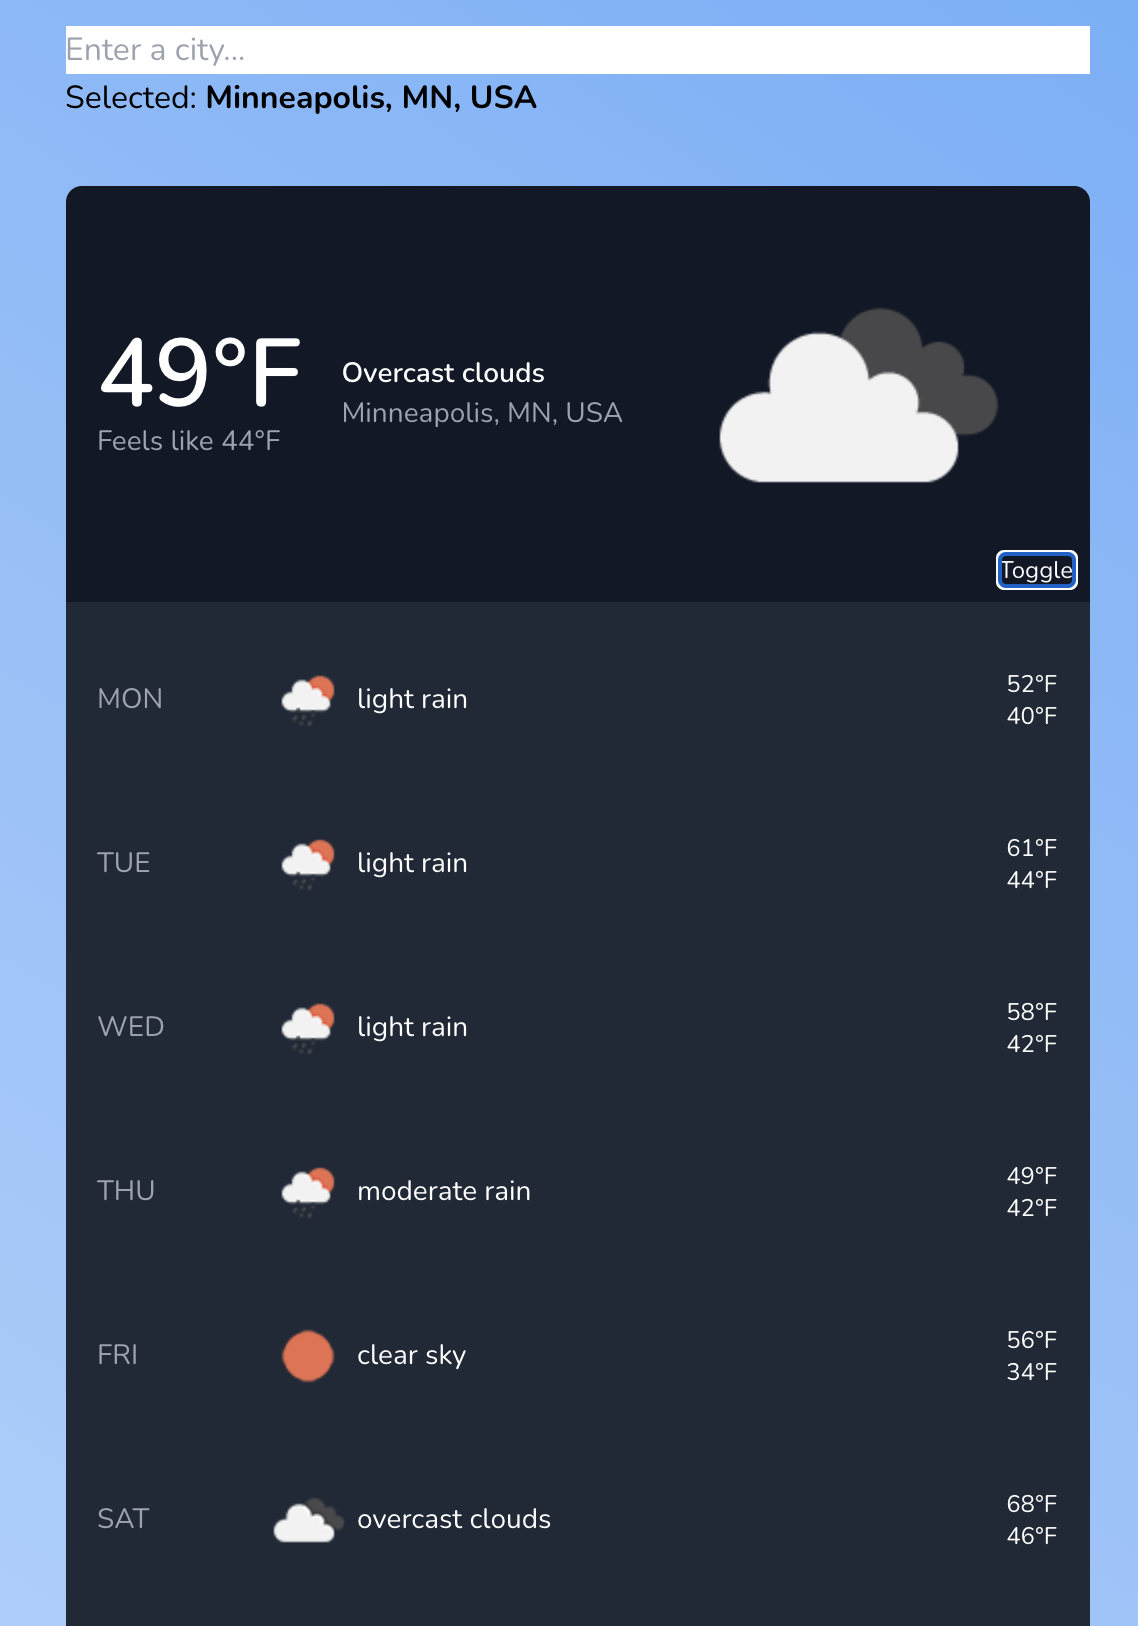 Enter a city...
Selected: Minneapolis, MN, USA
49°F
Feels like 44°F
Overcast clouds
Minneapolis, MN, USA
Toggle
MON light rain 52°F
40°F
TUE light rain 61°F
44°F
WED light rain 58°F
42°F
THU moderate rain 49°F
42°F
FRI clear sky 56°F
34°F
SAT overcast clouds 68°F
46°F